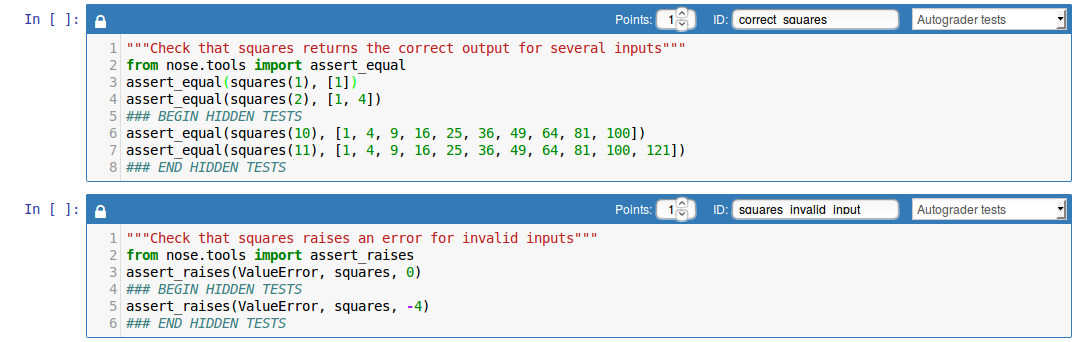 In [ ]: Points: 1 ID: correct_squares Autograder tests
1 """Check that squares returns the correct output for several inputs"""
2 from nose.tools import assert_equal
3 assert_equal(squares(1), [1])
4 assert_equal(squares(2), [1, 4])
5 ### BEGIN HIDDEN TESTS
6 assert_equal(squares(10), [1, 4, 9, 16, 25, 36, 49, 64, 81, 100])
7 assert_equal(squares(11), [1, 4, 9, 16, 25, 36, 49, 64, 81, 100, 121])
8 ### END HIDDEN TESTS
In [ ]: Points: 1 ID: squares_invalid_input Autograder tests
1 """Check that squares raises an error for invalid inputs"""
2 from nose.tools import assert_raises
3 assert_raises(ValueError, squares, 0)
4 ### BEGIN HIDDEN TESTS
5 assert_raises(ValueError, squares, -4)
6 ### END HIDDEN TESTS